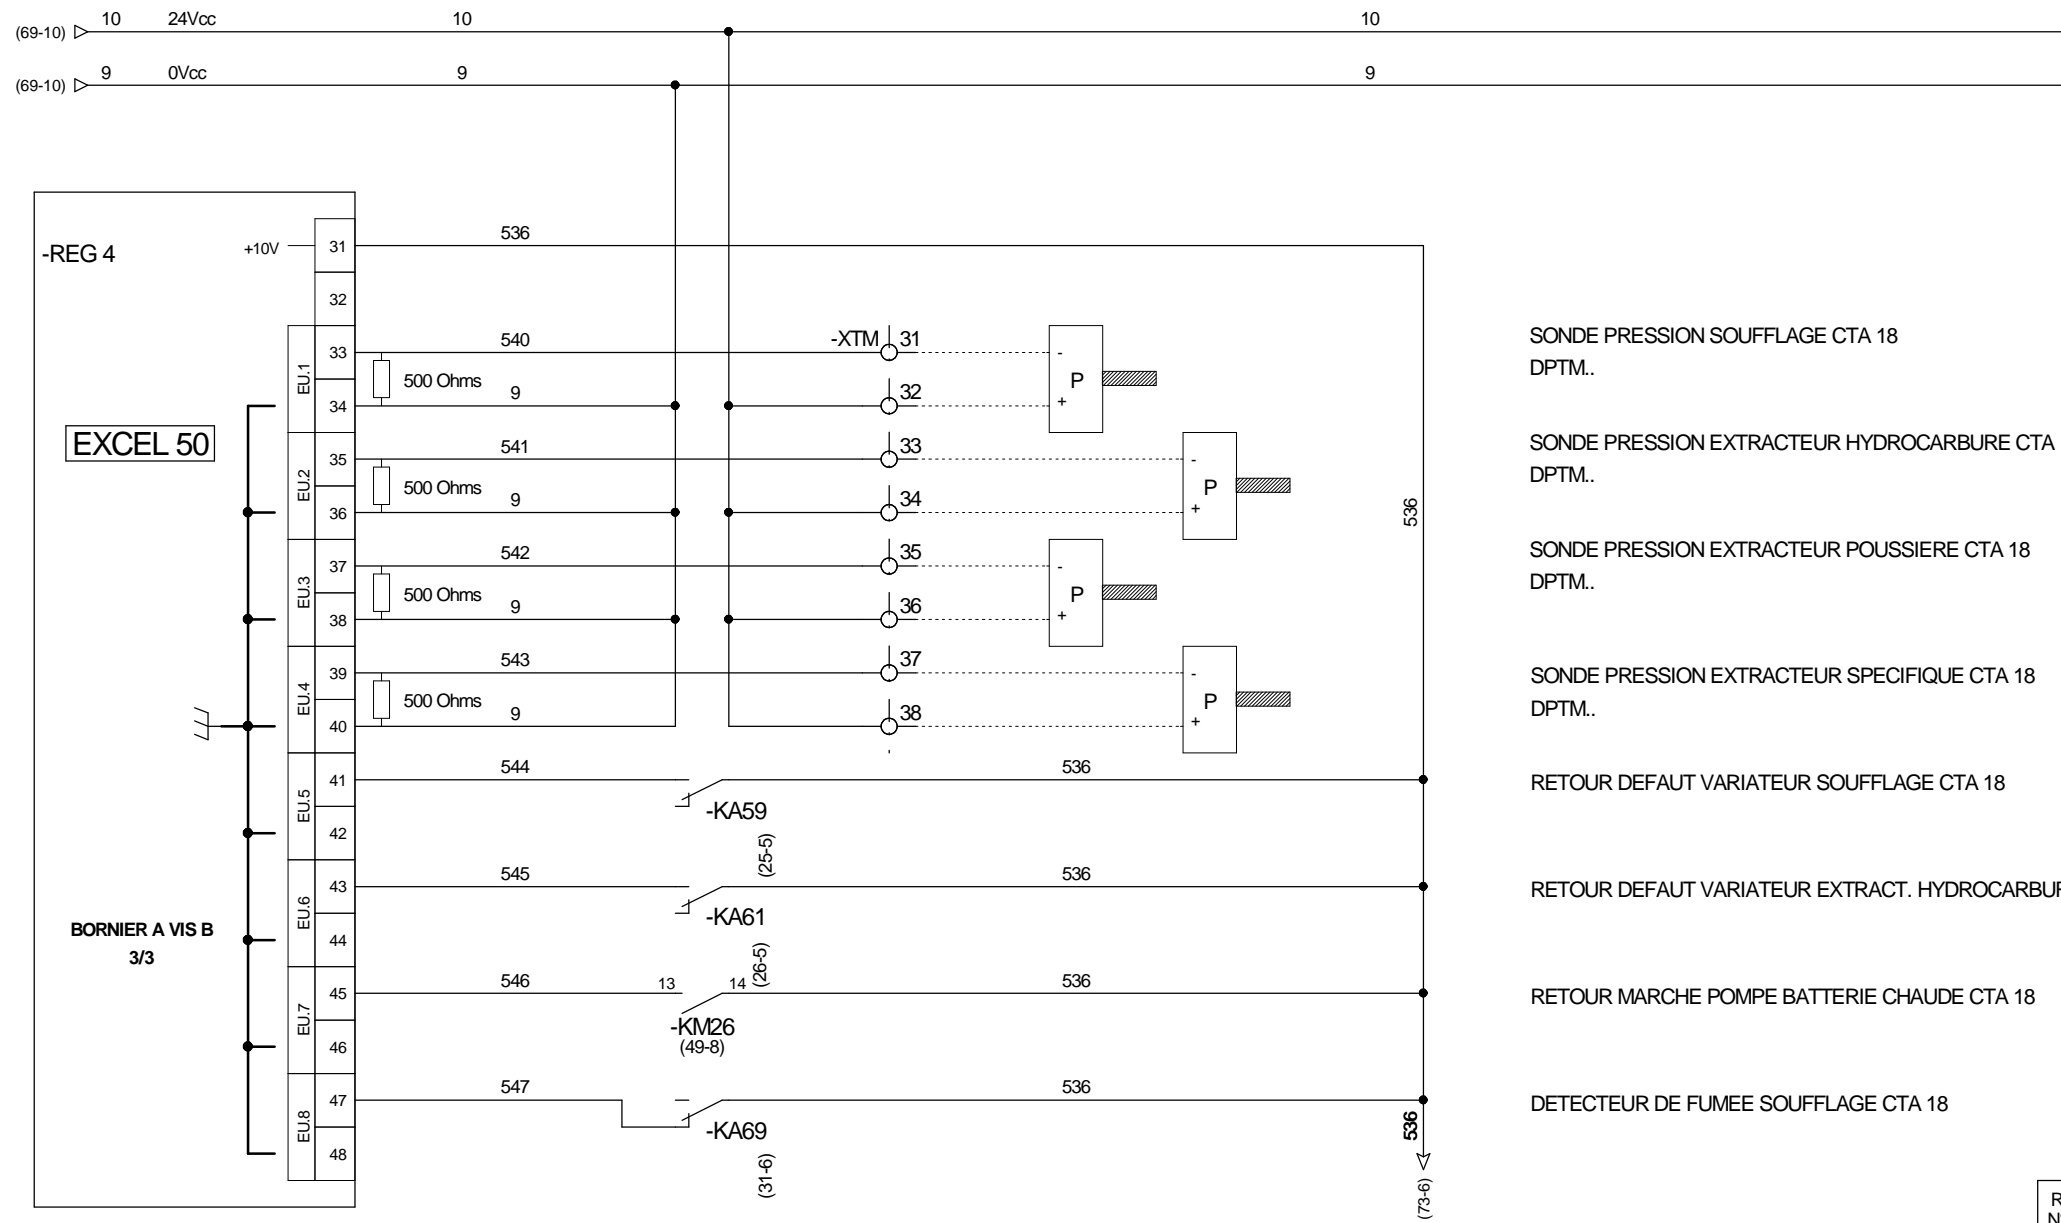 10 24Vcc 10 10
(69-10)
9 0Vcc 9 9
(69-10)
-REG 4 +10V 31 536
32
EU.1 33 540 -XTM 31 - SONDE PRESSION SOUFFLAGE CTA 18
500 Ohms P DPTM..
34 9 32 +
EXCEL 50
EU.2 35 541 33 - SONDE PRESSION EXTRACTEUR HYDROCARBURE CTA
500 Ohms P DPTM..
36 9 34 + 536
EU.3 37 542 35 - SONDE PRESSION EXTRACTEUR POUSSIERE CTA 18
500 Ohms P DPTM..
38 9 36 +
EU.4 39 543 37 - SONDE PRESSION EXTRACTEUR SPECIFIQUE CTA 18
500 Ohms P DPTM..
40 9 38 +
EU.5 41 544 536 RETOUR DEFAUT VARIATEUR SOUFFLAGE CTA 18
-KA59
42 (25-5)
EU.6 43 545 536 RETOUR DEFAUT VARIATEUR EXTRACT. HYDROCARBU
-KA61
44 (26-5)
BORNIER A VIS B
3/3
EU.7 45 546 13 14 536 RETOUR MARCHE POMPE BATTERIE CHAUDE CTA 18
-KM26
46 (49-8)
EU.8 47 547 536 DETECTEUR DE FUMEE SOUFFLAGE CTA 18
-KA69 536
48 (31-6)
(73-6)
R
N